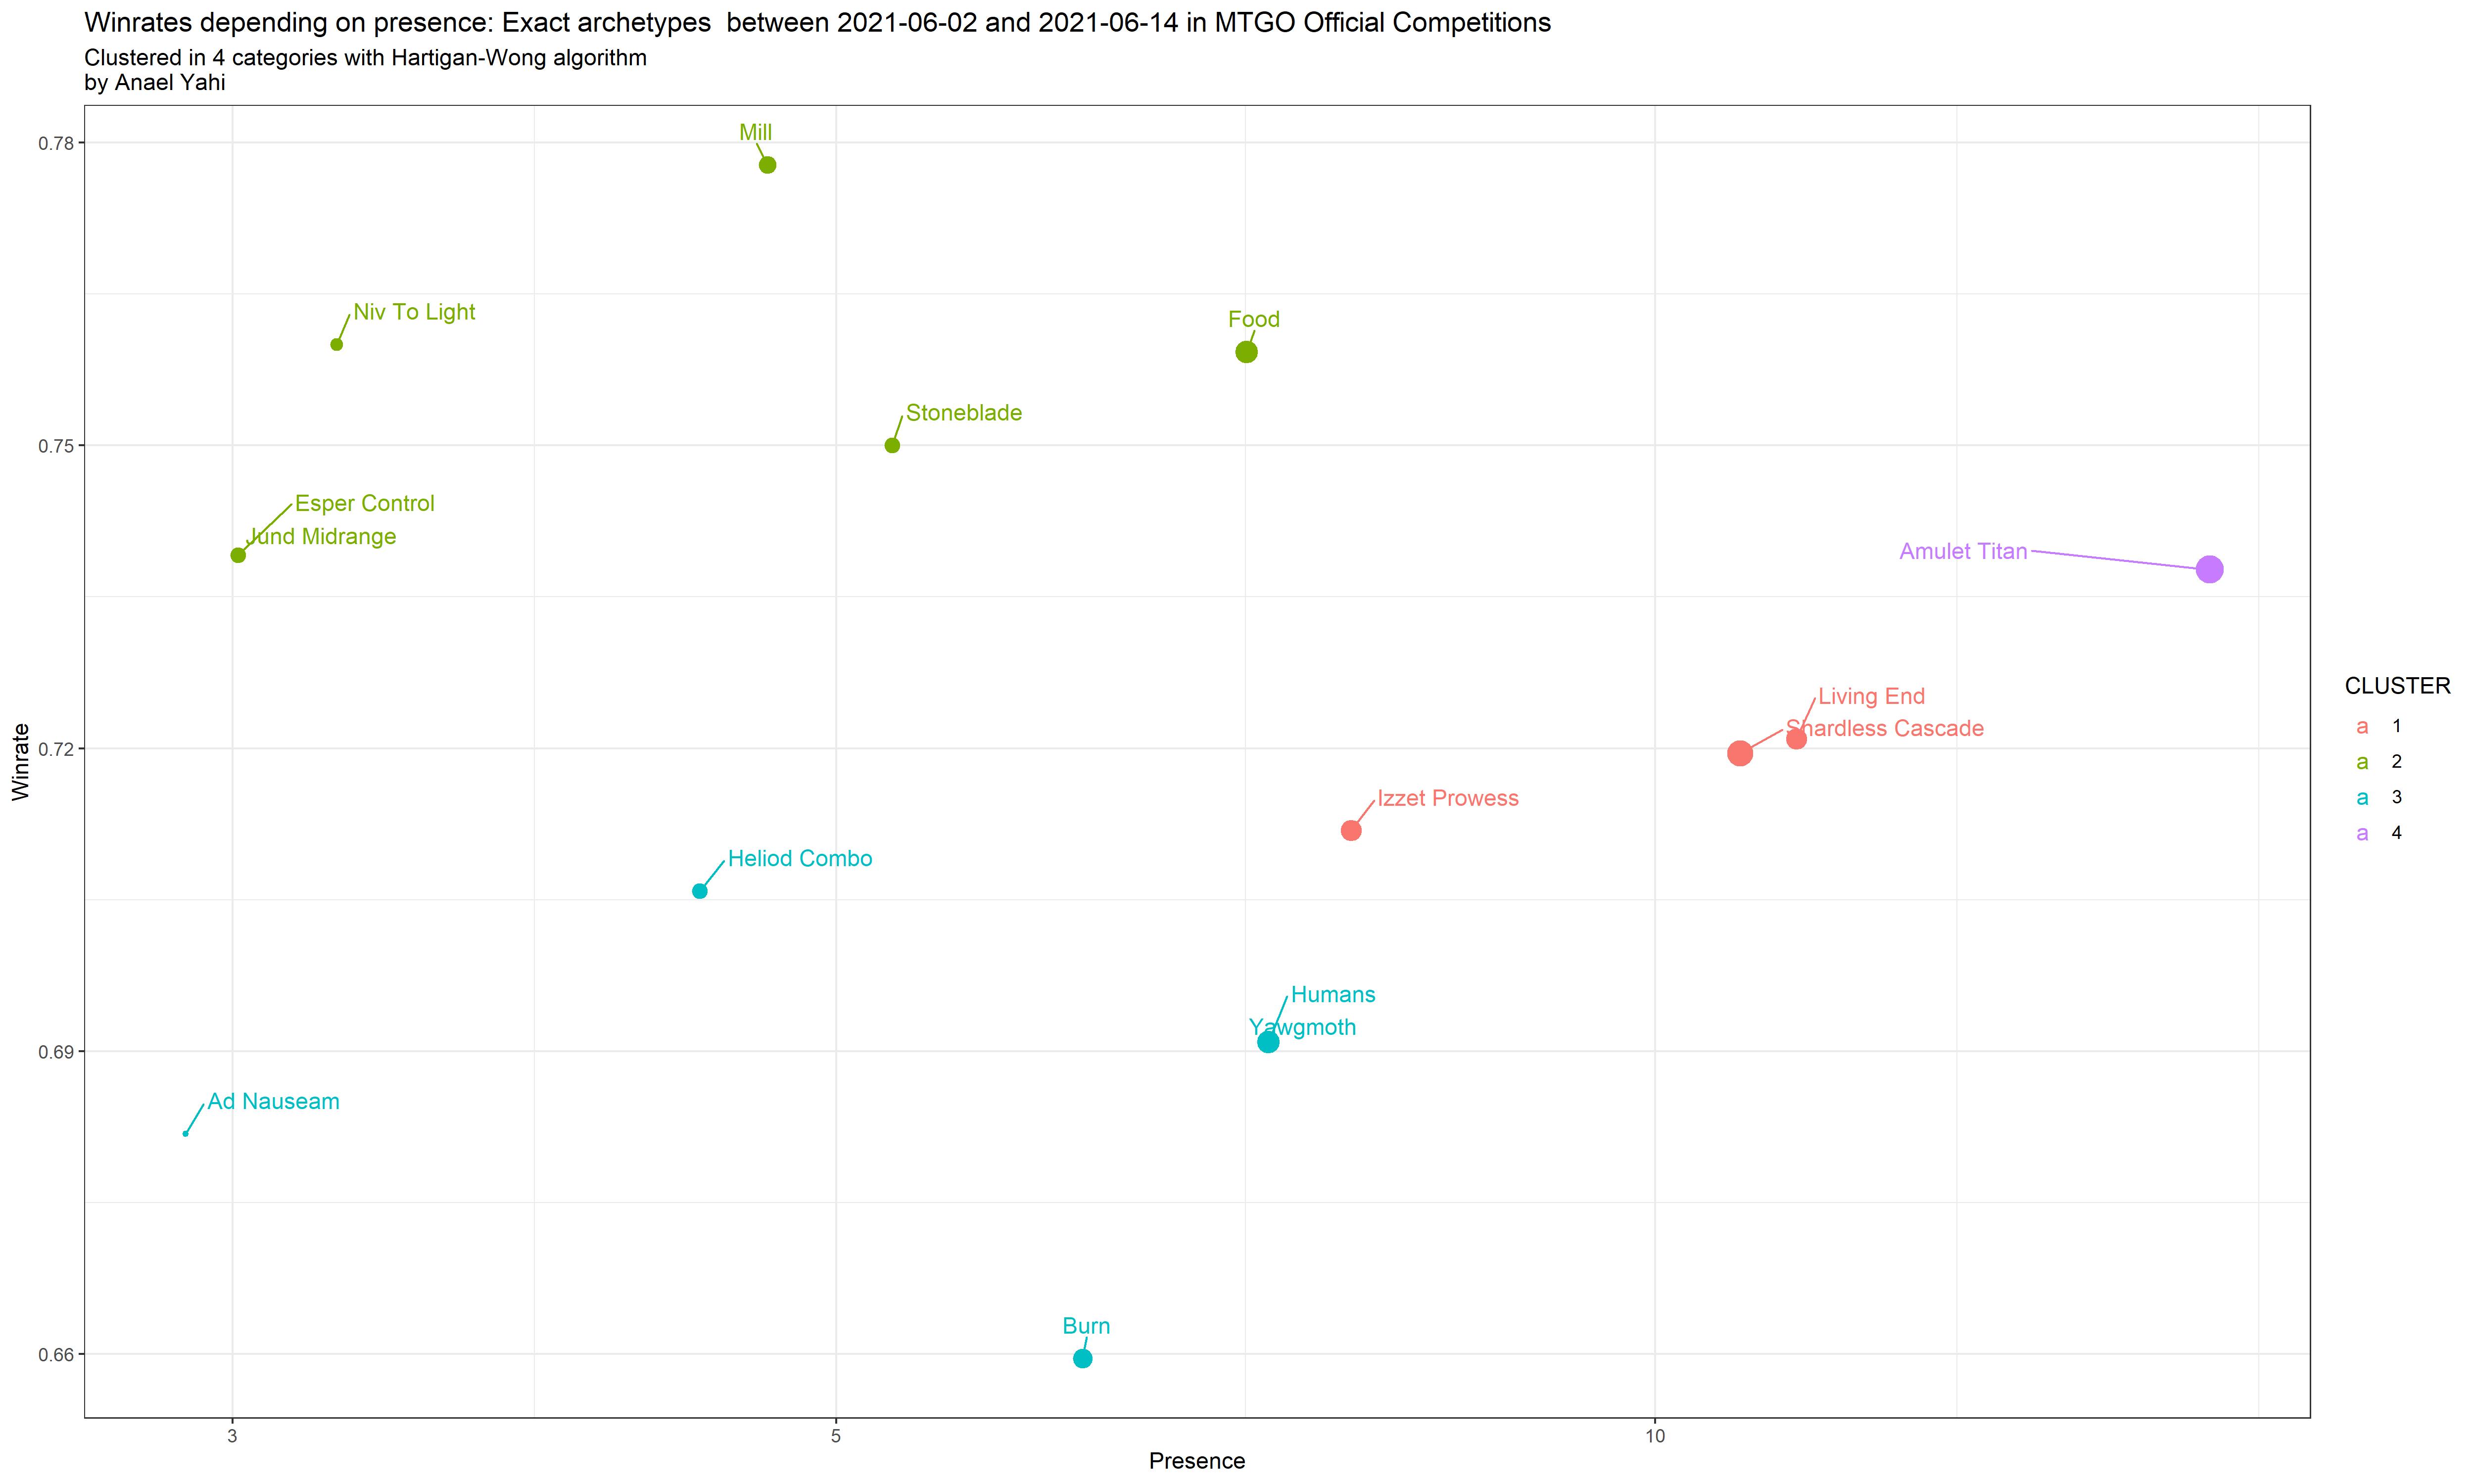 Winrates depending on presence: Exact archetypes  between 2021-06-02 and 2021-06-14 in MTGO Official Competitions
Clustered in 4 categories with Hartigan-Wong algorithm
by Anael Yahi
Mill
0.78
Niv To Light
Food
Stoneblade
0.75
Esper Control
Jund Midrange
Amulet Titan
Living End
Shardless Cascade
0.72
Izzet Prowess
Heliod Combo
Humans
Yawgmoth
0.69
Ad Nauseam
Burn
0.66
Winrate
3
5
10
Presence
CLUSTER
a 1
a 2
a 3
a 4